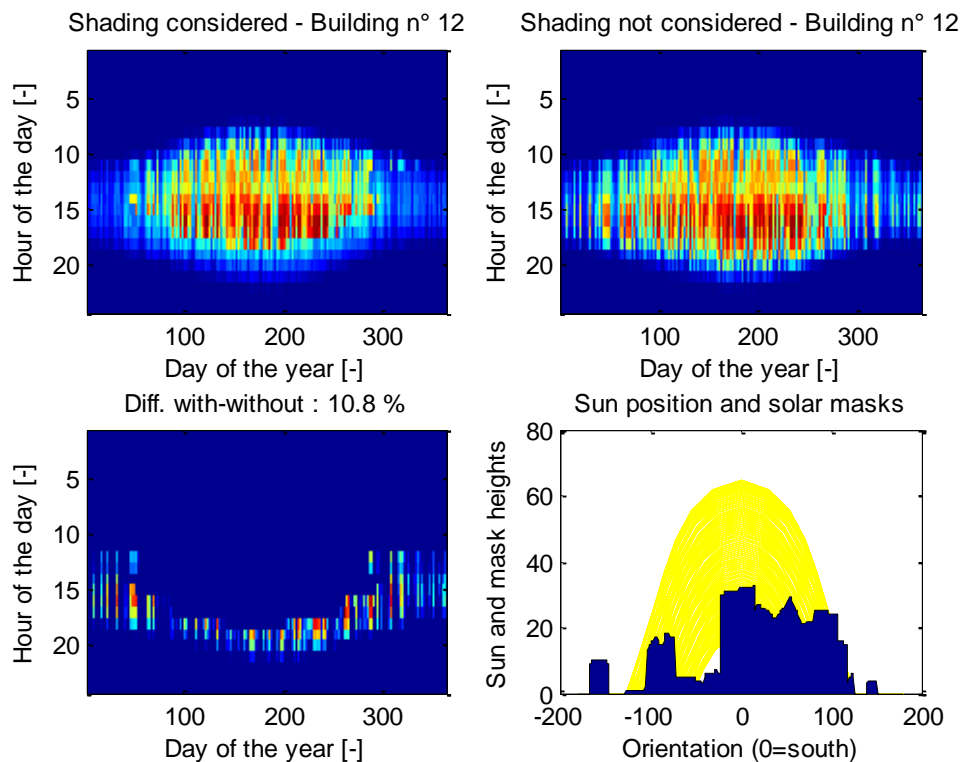 Shading considered - Building n° 12
Shading not considered - Building n° 12
Hour of the day [-]
5
10
15
20
100 200 300
Day of the year [-]
Hour of the day [-]
5
10
15
20
100 200 300
Day of the year [-]
Diff. with-without : 10.8 %
Sun position and solar masks
Hour of the day [-]
5
10
15
20
100 200 300
Day of the year [-]
Sun and mask heights
80
60
40
20
0
-200 -100 0 100 200
Orientation (0=south)